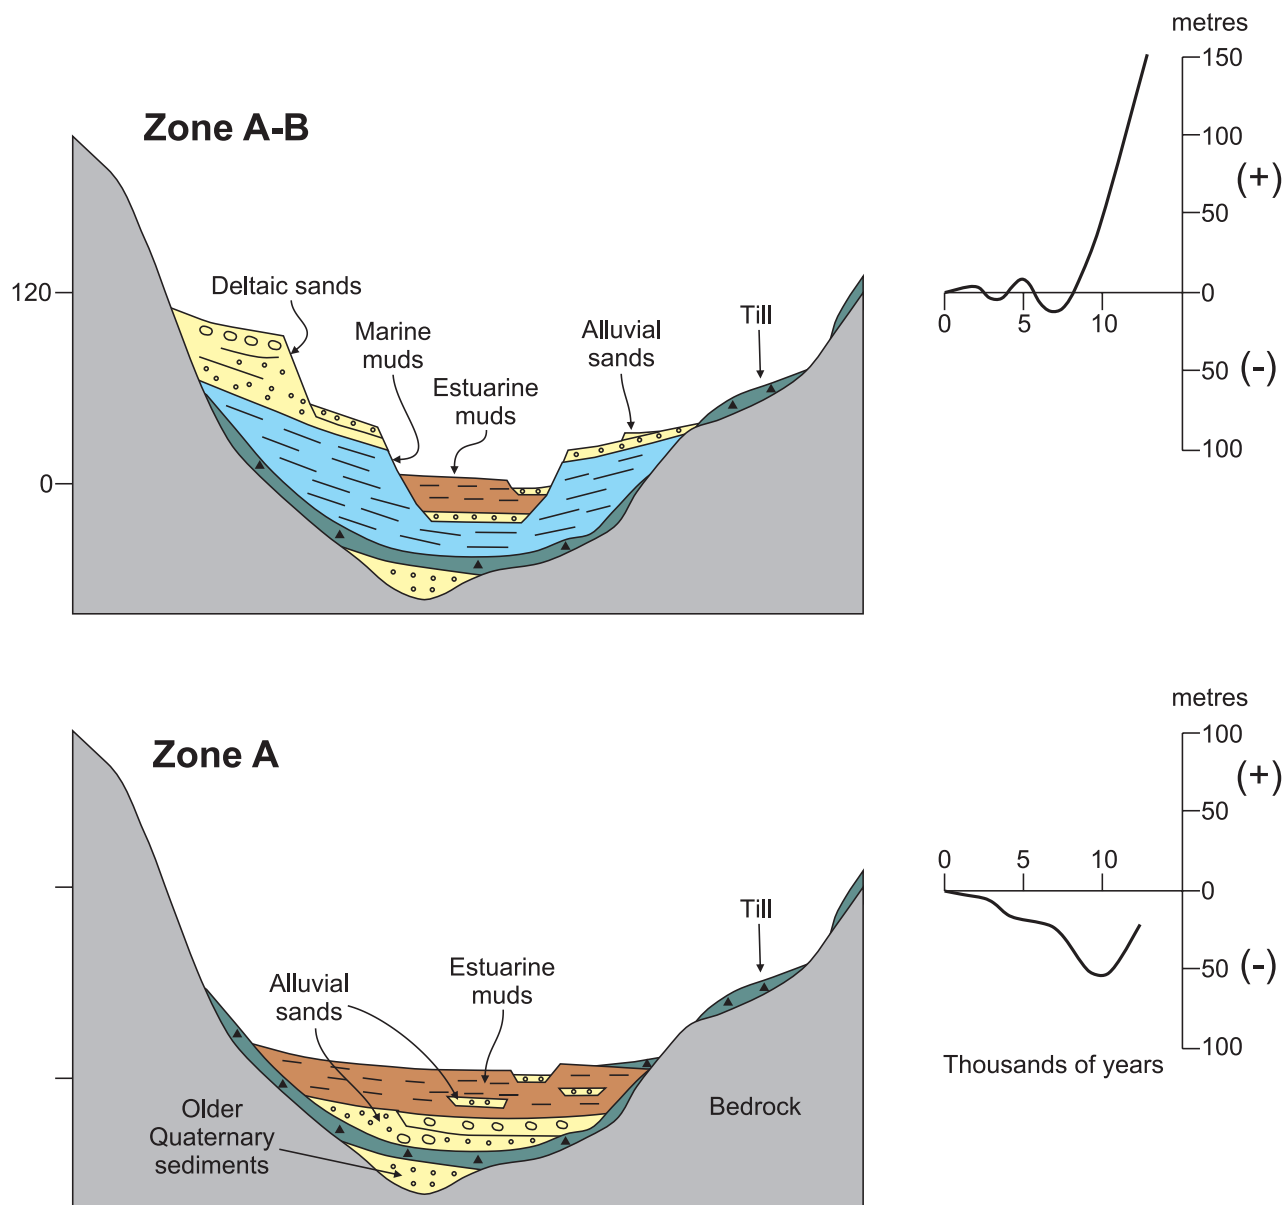 metres
150
Zone A-B
100
(+)
50
Deltaic sands
120
0
0
5
10
Till
Marine
muds
Alluvial
sands
Estuarine
muds
50
(-)
100
0
metres
100
Zone A
(+)
50
0
5
10
0
Till
Estuarine
muds
Alluvial
sands
50
(-)
100
Thousands of years
Older
Quaternary
sediments
Bedrock